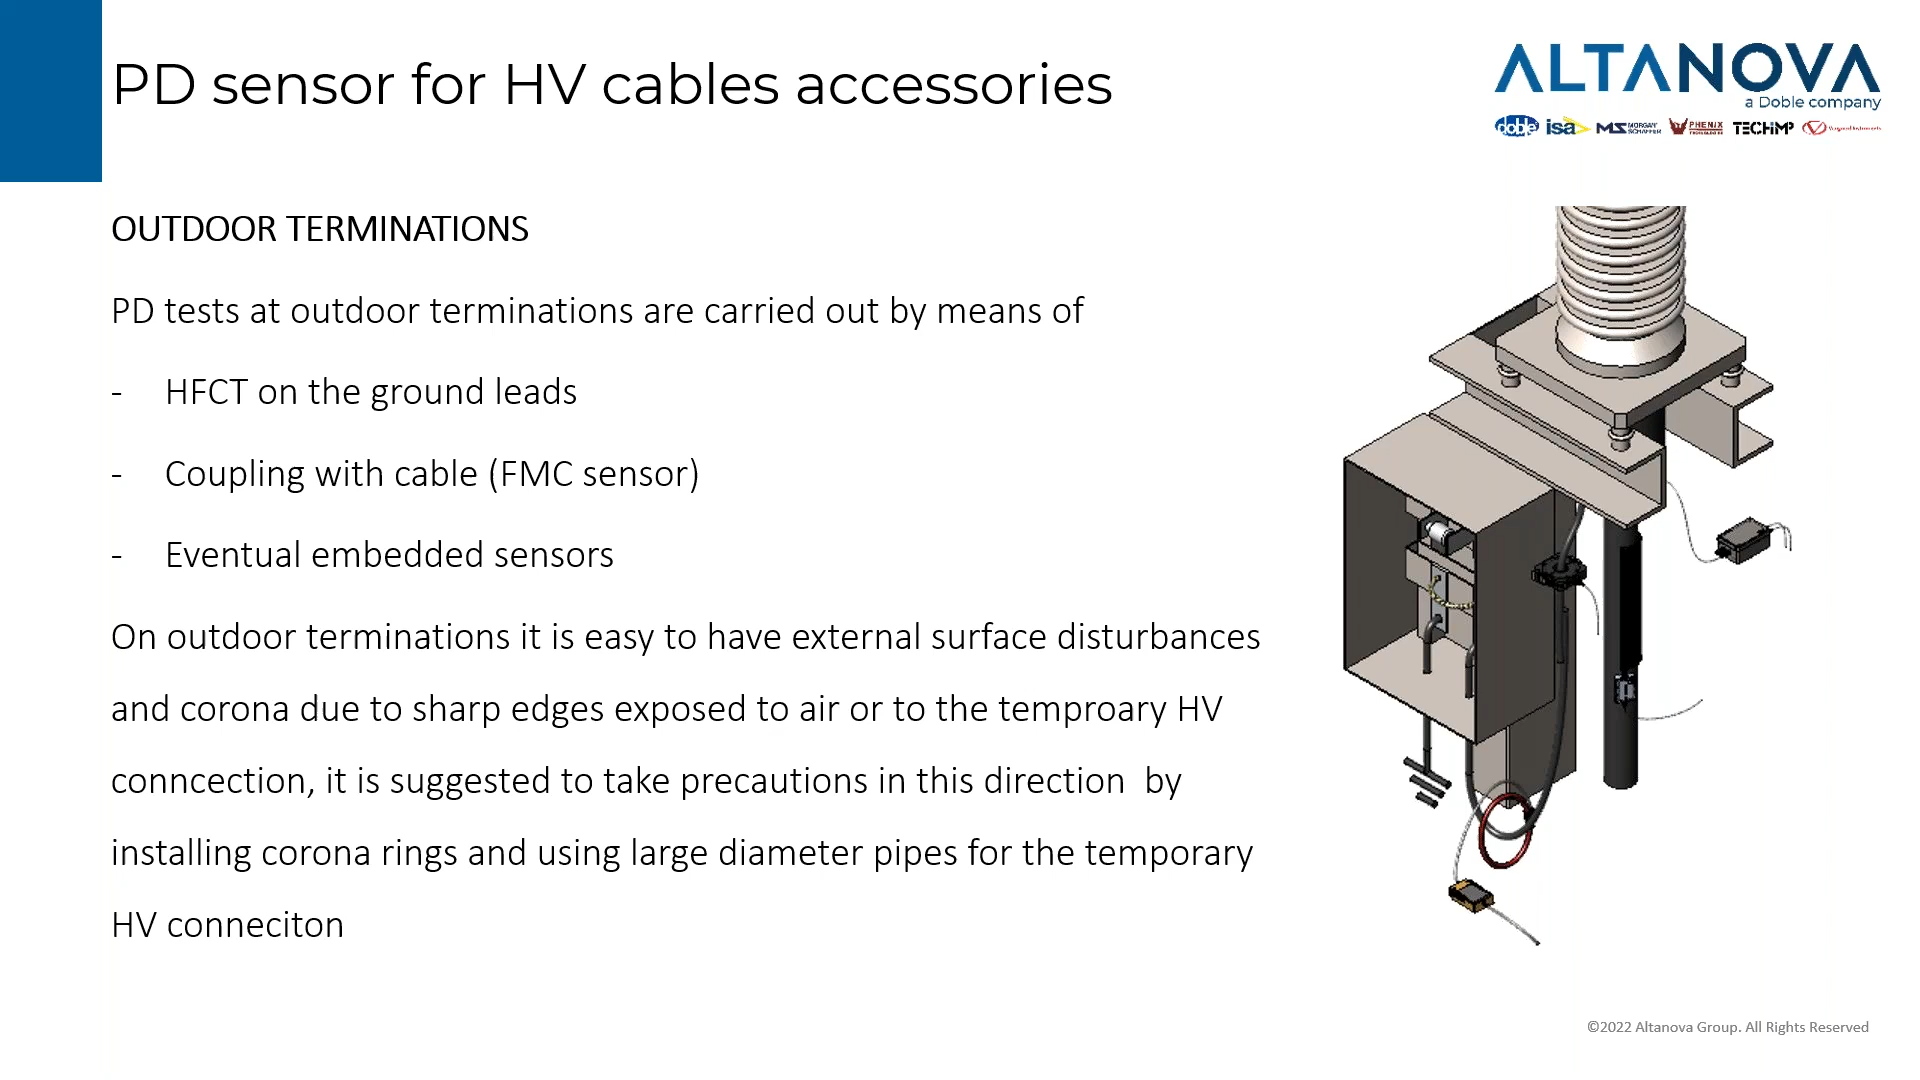 PD sensor for HV cables accessories
ALTANOVA
a Doble company
doble isa MS MORGAN SCHAFFER PHENIX TECHNOLOGIES TECHIMP Vanguard Instruments
OUTDOOR TERMINATIONS
PD tests at outdoor terminations are carried out by means of
- HFCT on the ground leads
- Coupling with cable (FMC sensor)
- Eventual embedded sensors
On outdoor terminations it is easy to have external surface disturbances
and corona due to sharp edges exposed to air or to the temproary HV
conncection, it is suggested to take precautions in this direction  by
installing corona rings and using large diameter pipes for the temporary
HV conneciton
©2022 Altanova Group. All Rights Reserved